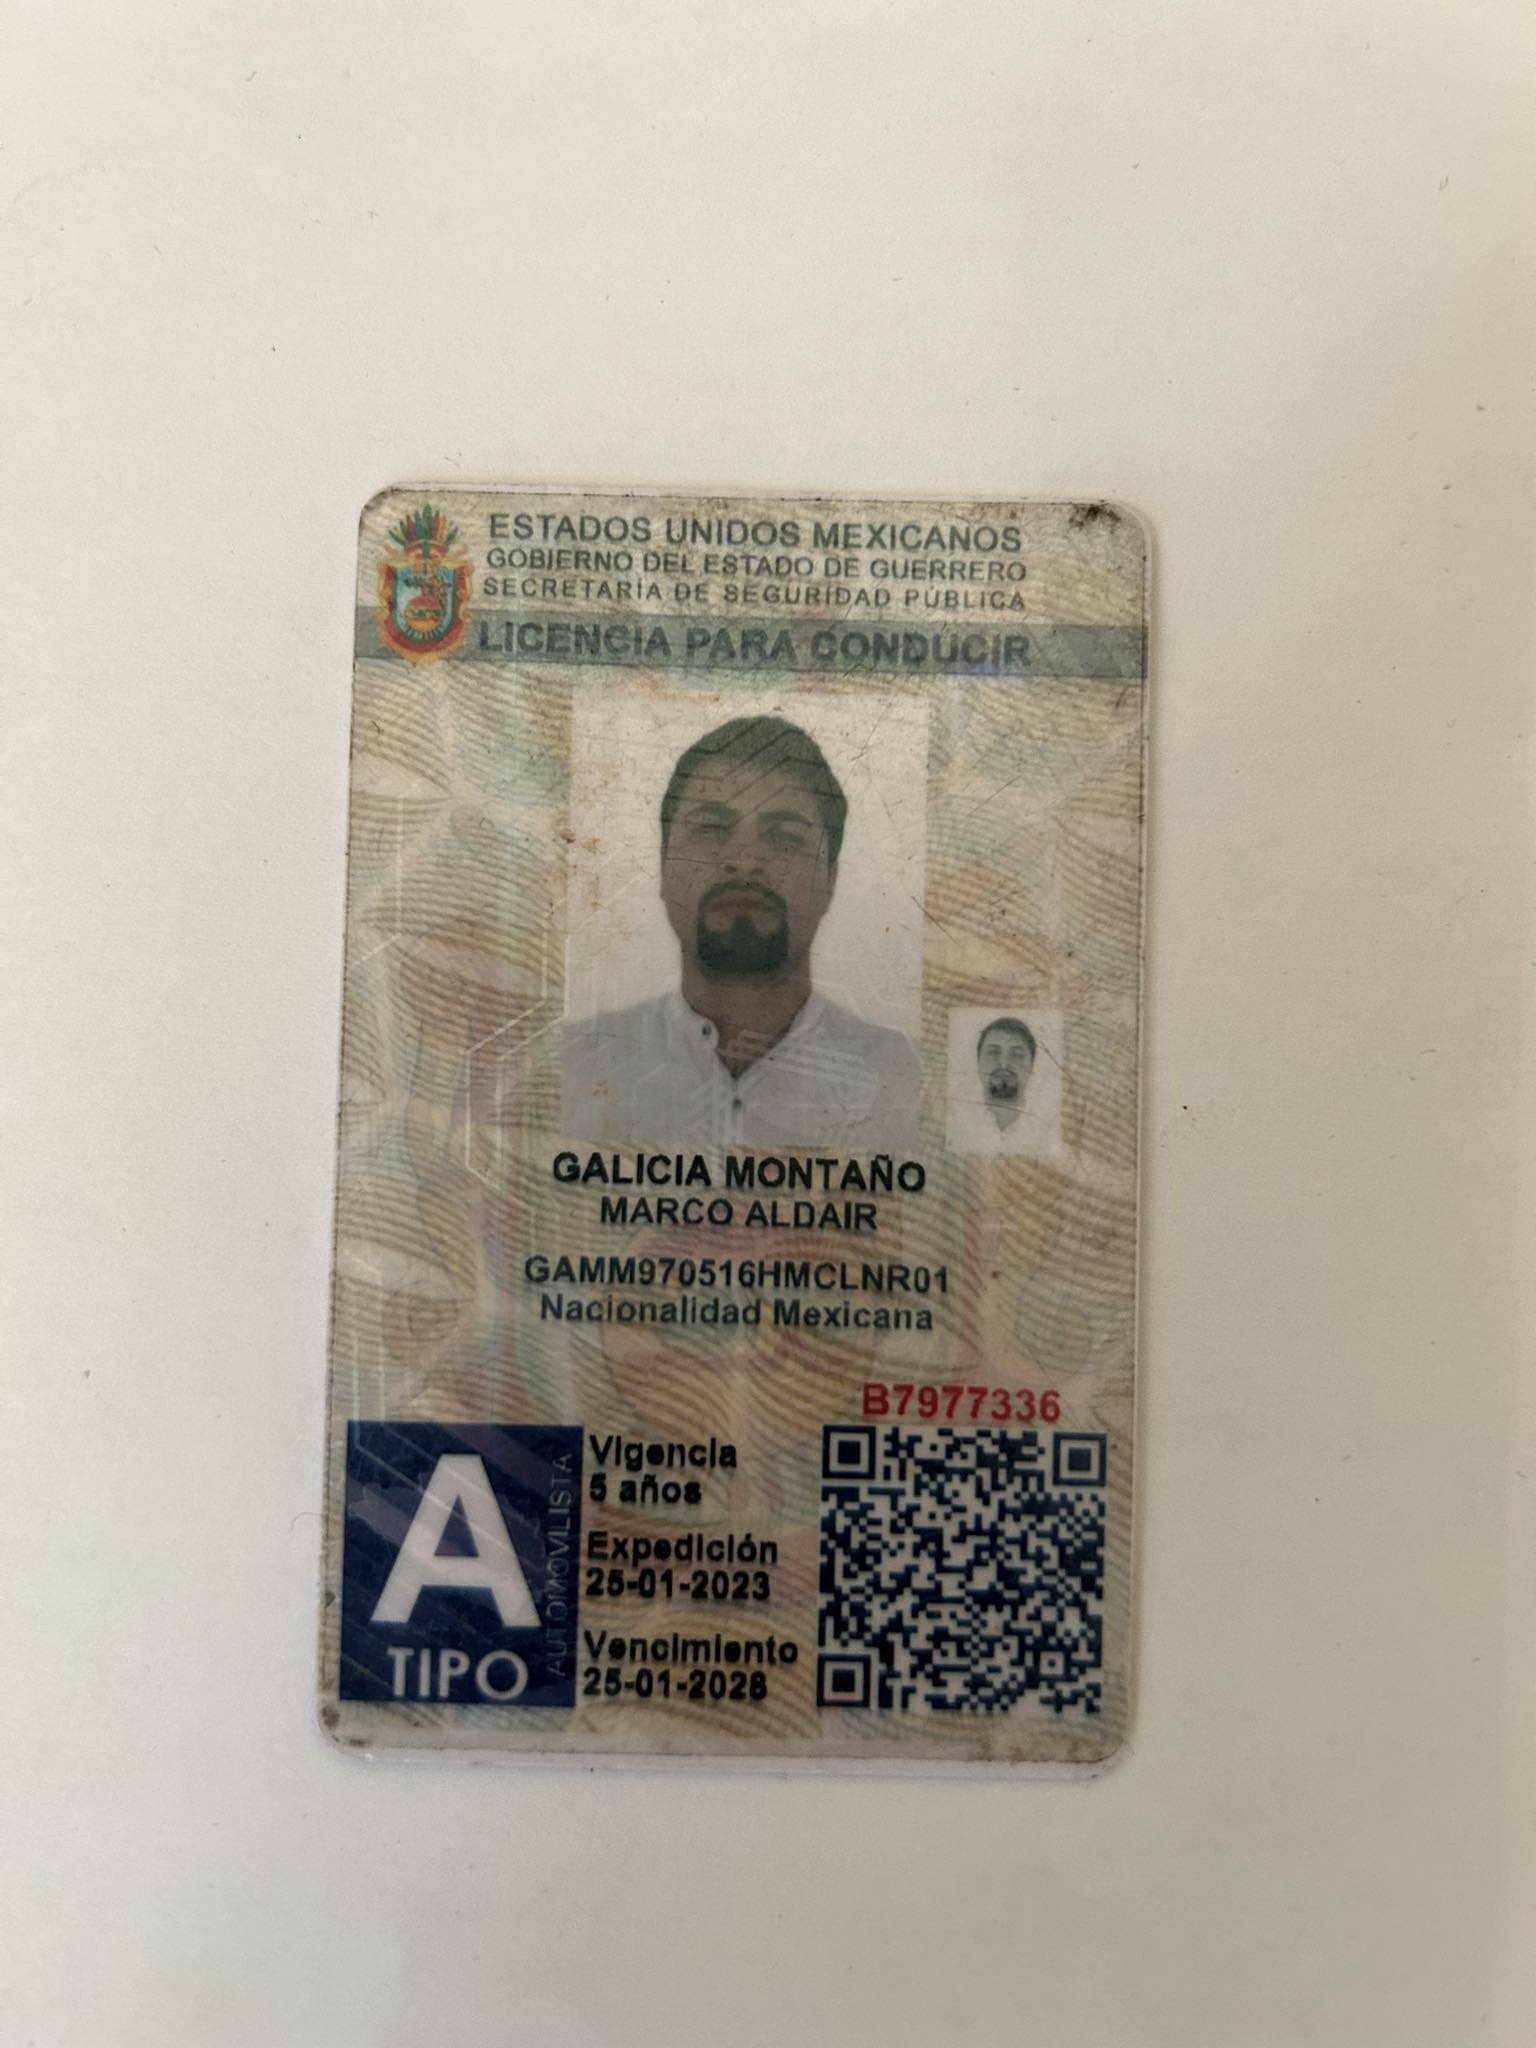 ESTADOS UNIDOS MEXICANOS
GOBIERNO DEL ESTADO DE GUERRERO
SECRETARÍA DE SEGURIDAD PÚBLICA
LICENCIA PARA CONDUCIR
GALICIA MONTAÑO
MARCO ALDAIR
GAMM970516HMCLNR01
Nacionalidad Mexicana
B7977336
A
TIPO
AUTOMOVILISTA
Vigencia
5 años
Expedición
25-01-2023
Vencimiento
25-01-2028